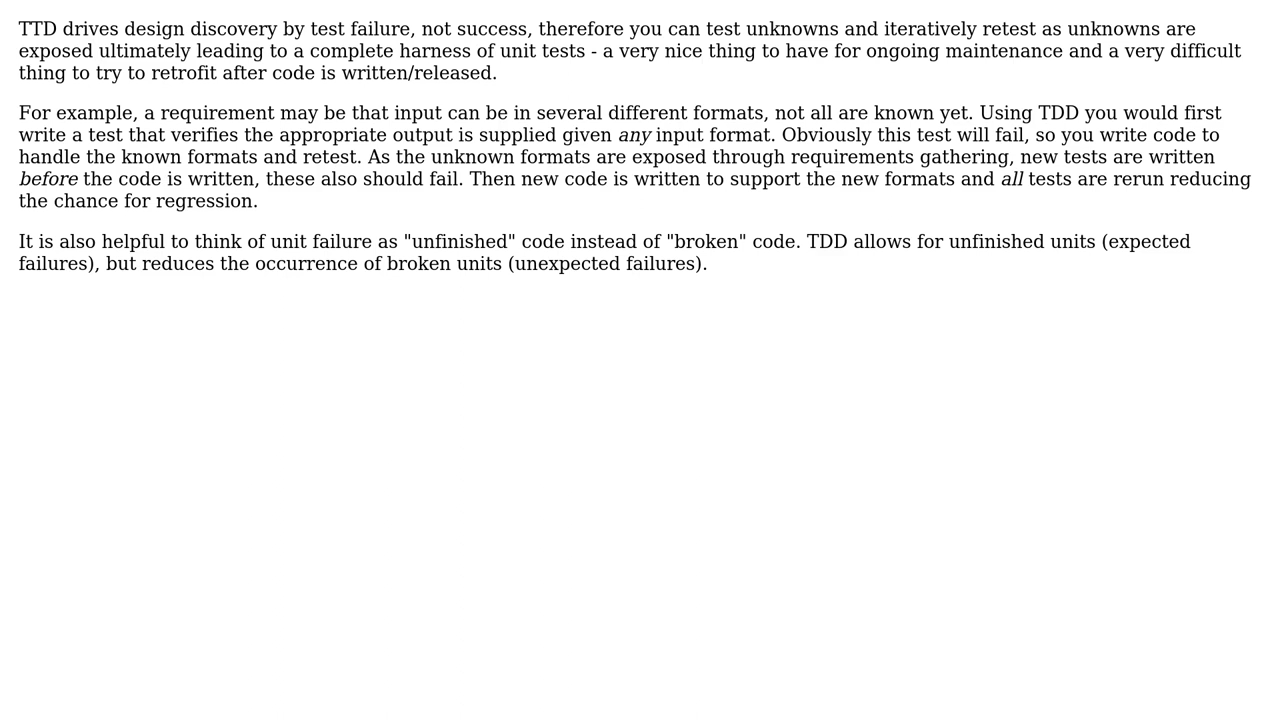 TTD drives design discovery by test failure, not success, therefore you can test unknowns and iteratively retest as unknowns are
exposed ultimately leading to a complete harness of unit tests - a very nice thing to have for ongoing maintenance and a very difficult
thing to try to retrofit after code is written/released.
For example, a requirement may be that input can be in several different formats, not all are known yet. Using TDD you would first
write a test that verifies the appropriate output is supplied given any input format. Obviously this test will fail, so you write code to
handle the known formats and retest. As the unknown formats are exposed through requirements gathering, new tests are written
before the code is written, these also should fail. Then new code is written to support the new formats and all tests are rerun reducing
the chance for regression.
It is also helpful to think of unit failure as "unfinished" code instead of "broken" code. TDD allows for unfinished units (expected
failures), but reduces the occurrence of broken units (unexpected failures).